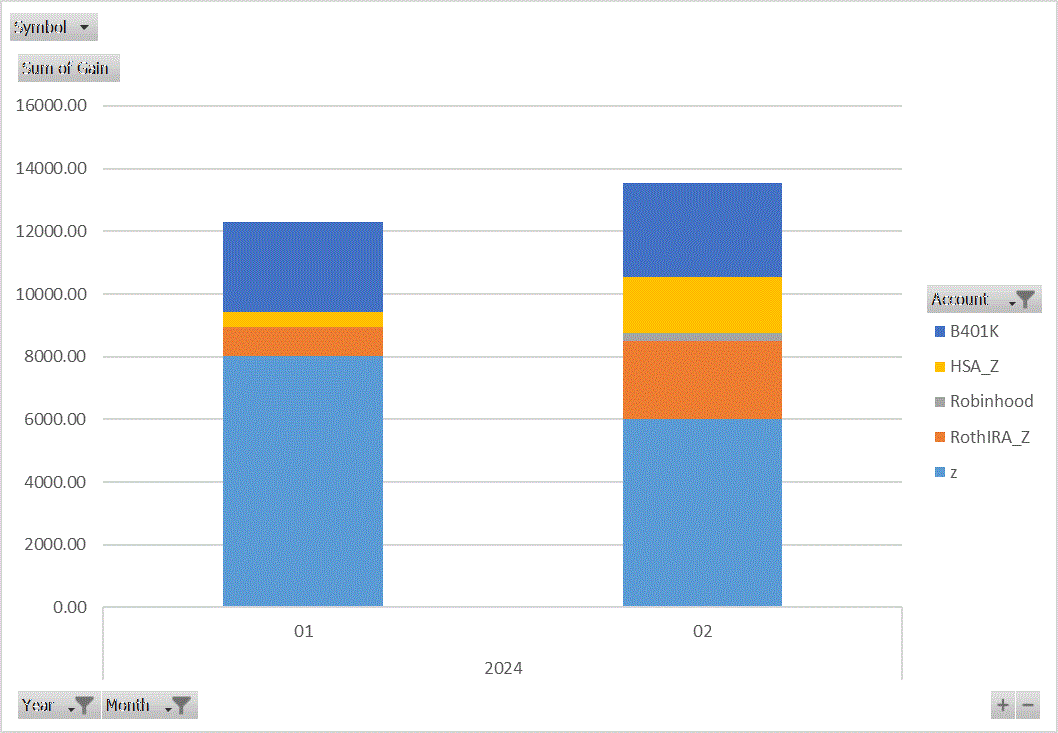 Symbol
Sum of Gain
16000.00
14000.00
12000.00
10000.00
8000.00
6000.00
4000.00
2000.00
0.00
01
02
2024
Account
B401K
HSA_Z
Robinhood
RothIRA_Z
z
Year
Month
+
−